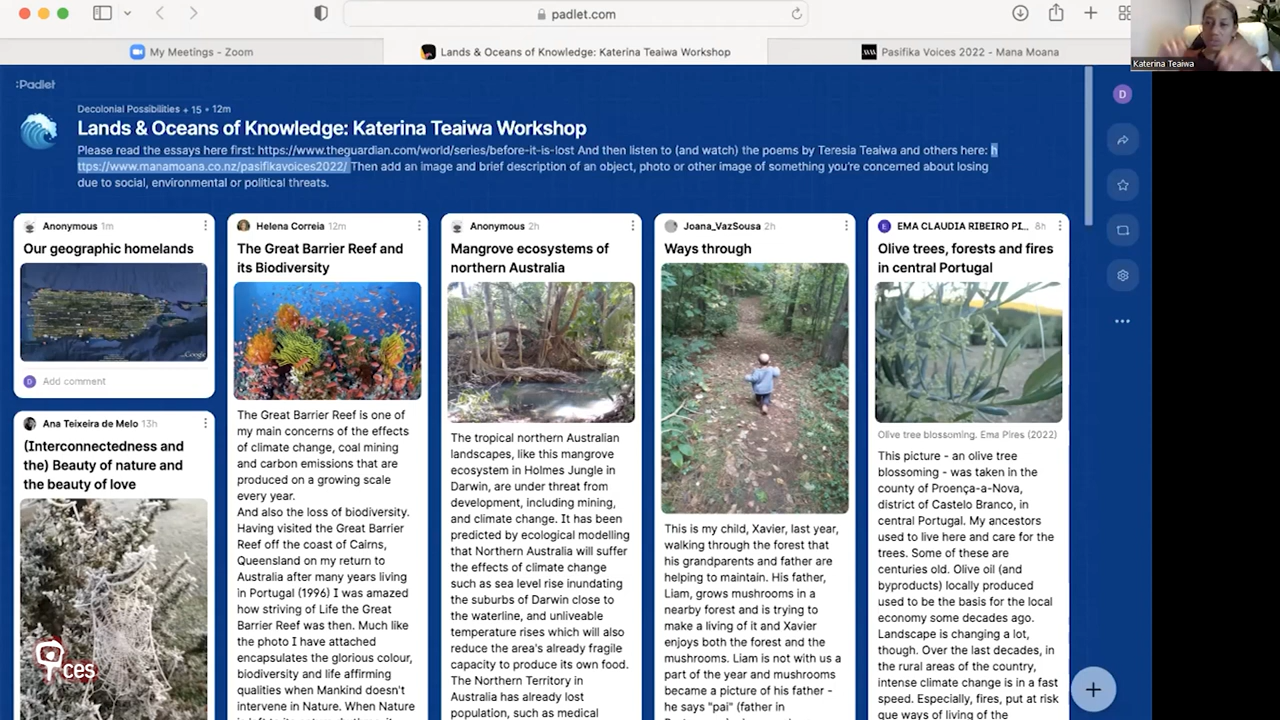 padlet.com
My Meetings - Zoom
Lands & Oceans of Knowledge: Katerina Teaiwa Workshop
Pasifika Voices 2022 - Mana Moana
Katerina Teaiwa
:Padlet
Decolonial Possibilities + 15 • 12m
Lands & Oceans of Knowledge: Katerina Teaiwa Workshop
Please read the essays here first: https://www.theguardian.com/world/series/before-it-is-lost And then listen to (and watch) the poems by Teresia Teaiwa and others here: h
ttps://www.manamoana.co.nz/pasifikavoices2022/ Then add an image and brief description of an object, photo or other image of something you're concerned about losing
due to social, environmental or political threats.
D
Anonymous 1m
Our geographic homelands
Google
D
Add comment
Ana Teixeira de Melo 13h
(Interconnectedness and
the) Beauty of nature and
the beauty of love
ces
Helena Correia 12m
The Great Barrier Reef and
its Biodiversity
The Great Barrier Reef is one of
my main concerns of the effects
of climate change, coal mining
and carbon emissions that are
produced on a growing scale
every year.
And also the loss of biodiversity.
Having visited the Great Barrier
Reef off the coast of Cairns,
Queensland on my return to
Australia after many years living
in Portugal (1996) I was amazed
how striving of Life the Great
Barrier Reef was then. Much like
the photo I have attached
encapsulates the glorious colour,
biodiversity and life affirming
qualities when Mankind doesn't
intervene in Nature. When Nature
Anonymous 2h
Mangrove ecosystems of
northern Australia
The tropical northern Australian
landscapes, like this mangrove
ecosystem in Holmes Jungle in
Darwin, are under threat from
development, including mining,
and climate change. It has been
predicted by ecological modelling
that Northern Australia will suffer
the effects of climate change
such as sea level rise inundating
the suburbs of Darwin close to
the waterline, and unliveable
temperature rises which will also
reduce the area's already fragile
capacity to produce its own food.
The Northern Territory in
Australia has already lost
population, such as medical
Joana_VazSousa 2h
Ways through
This is my child, Xavier, last year,
walking through the forest that
his grandparents and father are
helping to maintain. His father,
Liam, grows mushrooms in a
nearby forest and is trying to
make a living of it and Xavier
enjoys both the forest and the
mushrooms. Liam is not with us a
part of the year and mushrooms
became a picture of his father -
he says "pai" (father in
E
EMA CLAUDIA RIBEIRO PI... 8h
Olive trees, forests and fires
in central Portugal
Olive tree blossoming. Ema Pires (2022)
This picture - an olive tree
blossoming - was taken in the
county of Proença-a-Nova,
district of Castelo Branco, in
central Portugal. My ancestors
used to live here and care for the
trees. Some of these are
centuries old. Olive oil (and
byproducts) locally produced
used to be the basis for the local
economy some decades ago.
Landscape is changing a lot,
though. Over the last decades, in
the rural areas of the country,
intense climate change is in a fast
speed. Especially, fires, put at risk
que ways of living of the
D